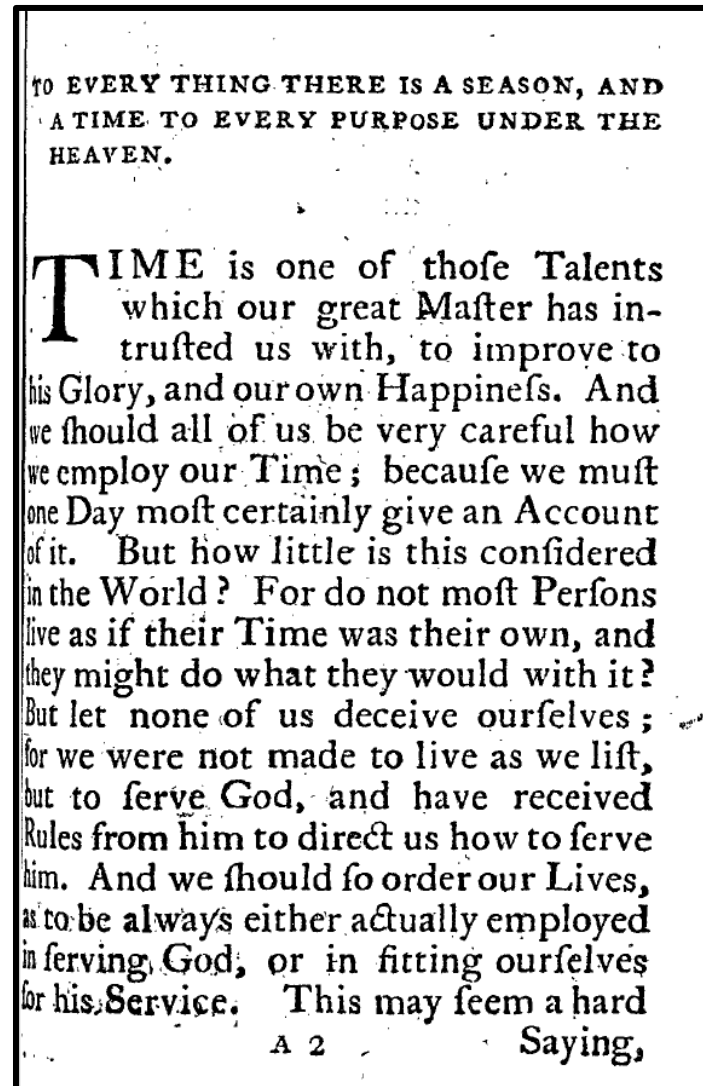 TO EVERY THING THERE IS A SEASON, AND
A TIME TO EVERY PURPOSE UNDER THE
HEAVEN.
TIME is one of thoſe Talents
which our great Maſter has in-
truſted us with, to improve to
his Glory, and our own Happineſs. And
we ſhould all of us be very careful how
we employ our Time; becauſe we muſt
one Day moſt certainly give an Account
of it. But how little is this conſidered
in the World? For do not moſt Perſons
live as if their Time was their own, and
they might do what they would with it?
But let none of us deceive ourſelves;
for we were not made to live as we liſt,
but to ſerve God, and have received
Rules from him to direct us how to ſerve
him. And we ſhould ſo order our Lives,
as to be always either actually employed
in ſerving God, or in fitting ourſelves
for his Service. This may ſeem a hard
A 2 Saying,